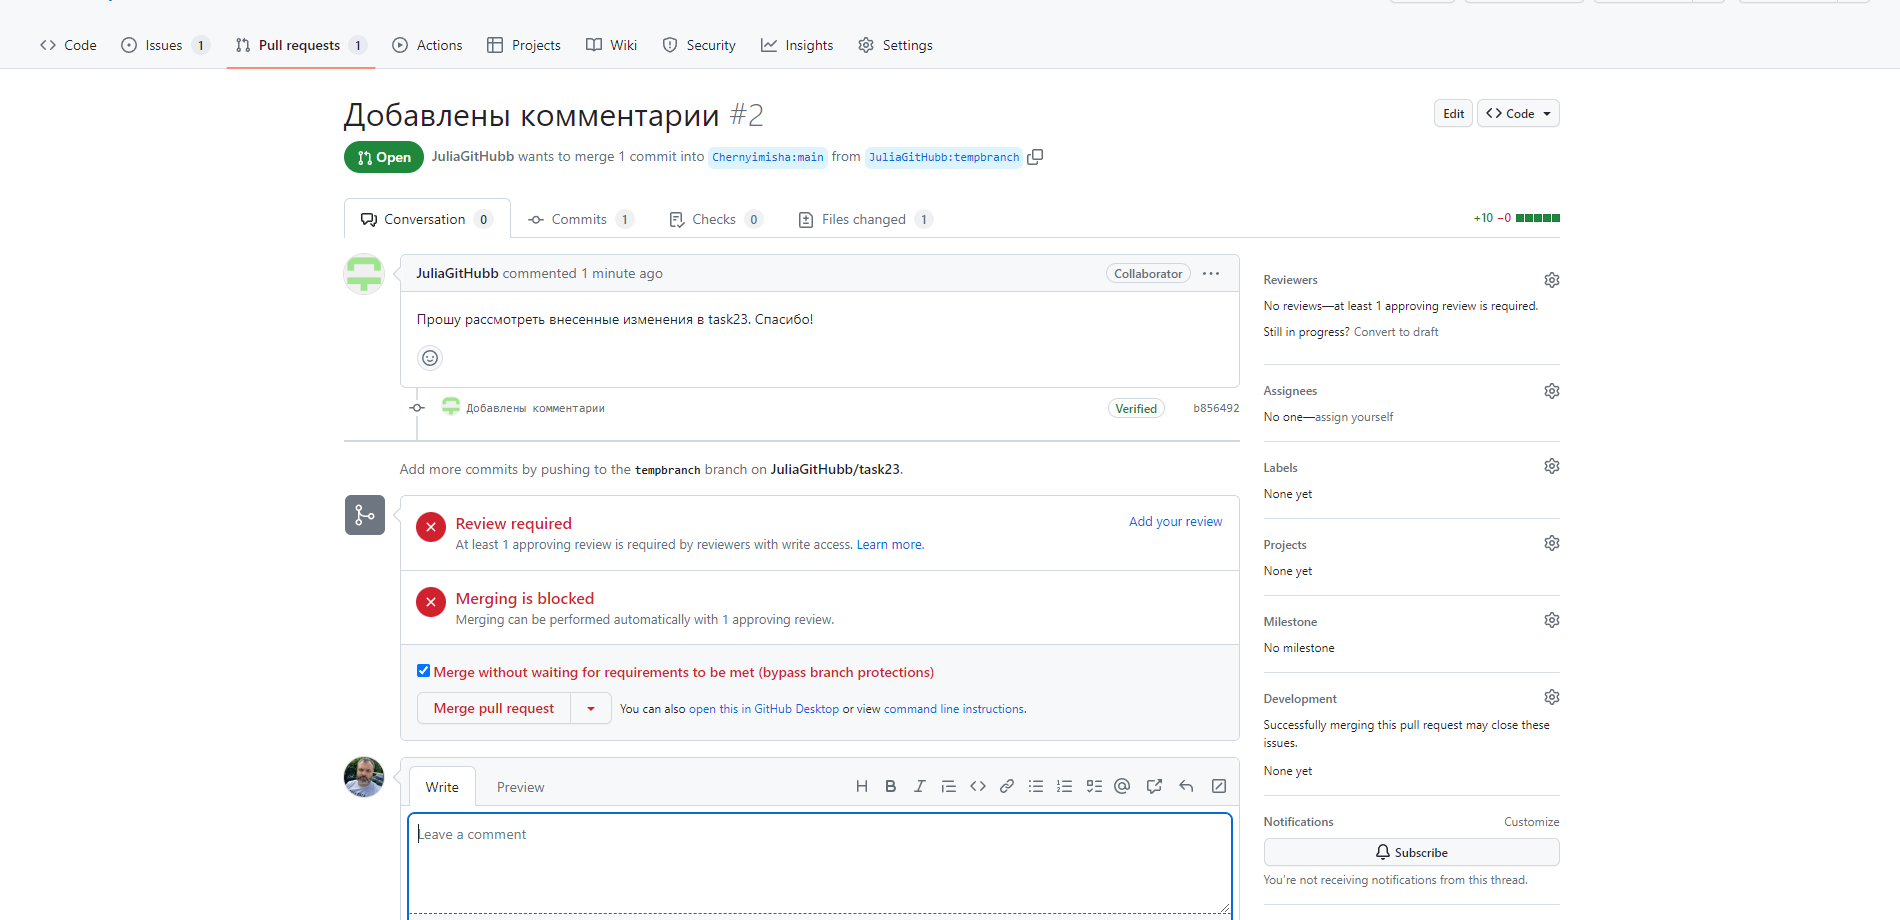 Code Issues 1 Pull requests 1 Actions Projects Wiki Security Insights Settings
Добавлены комментарии #2
Edit Code
Open JuliaGitHubb wants to merge 1 commit into Chernyimisha:main from JuliaGitHubb:tempbranch
Conversation 0 Commits 1 Checks 0 Files changed 1
+10 −0
JuliaGitHubb commented 1 minute ago
Collaborator
Прошу рассмотреть внесенные изменения в task23. Спасибо!
Добавлены комментарии
Verified b856492
Add more commits by pushing to the tempbranch branch on JuliaGitHubb/task23.
Review required
Add your review
At least 1 approving review is required by reviewers with write access. Learn more.
Merging is blocked
Merging can be performed automatically with 1 approving review.
Merge without waiting for requirements to be met (bypass branch protections)
Merge pull request
You can also open this in GitHub Desktop or view command line instructions.
Write Preview
Leave a comment
Reviewers
No reviews—at least 1 approving review is required.
Still in progress? Convert to draft
Assignees
No one—assign yourself
Labels
None yet
Projects
None yet
Milestone
No milestone
Development
Successfully merging this pull request may close these
issues.
None yet
Notifications
Customize
Subscribe
You're not receiving notifications from this thread.